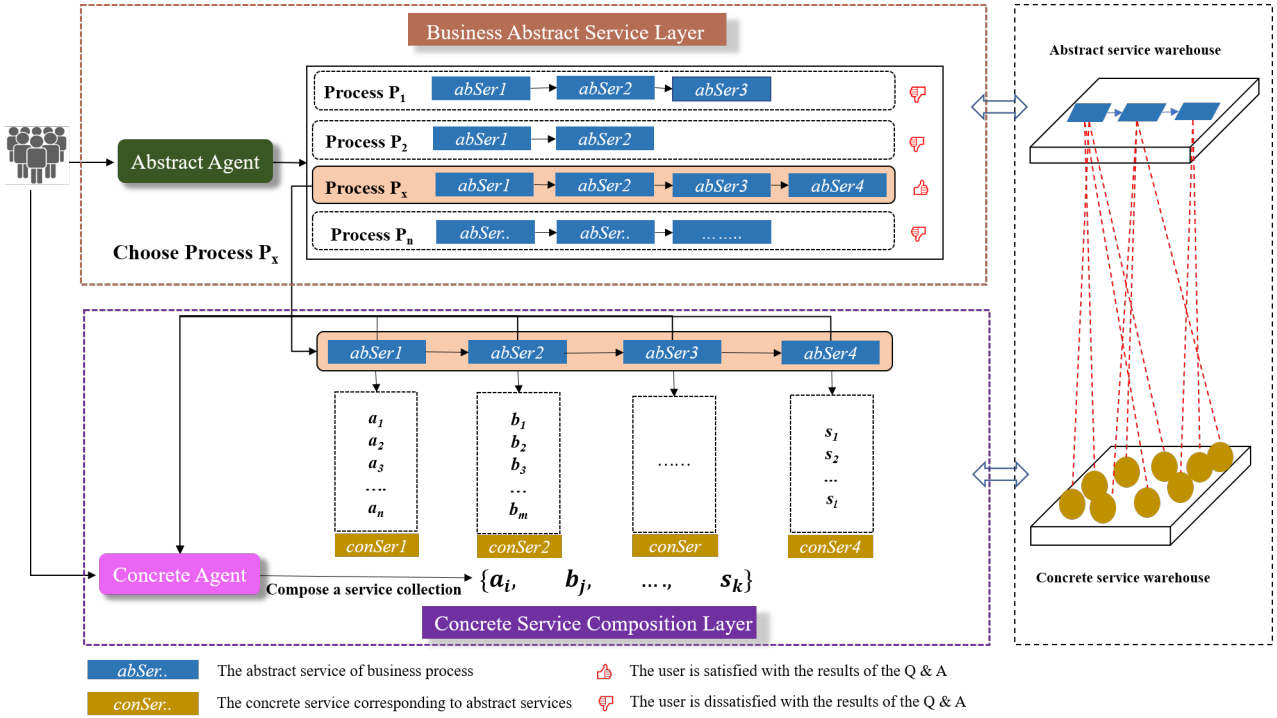 Business Abstract Service Layer
Abstract service warehouse
Process P1 abSer1 abSer2 abSer3
Process P2 abSer1 abSer2
Abstract Agent
Process Px abSer1 abSer2 abSer3 abSer4
Process Pn abSer.. abSer.. ........
Choose Process Px
abSer1 abSer2 abSer3 abSer4
a1
a2
a3
....
an
b1
b2
b3
...
bm
......
s1
s2
...
sl
conSer1 conSer2 conSer conSer4
Concrete Agent
Compose a service collection
{ai, bj, ...., sk}
Concrete service warehouse
Concrete Service Composition Layer
abSer.. The abstract service of business process
The user is satisfied with the results of the Q & A
conSer.. The concrete service corresponding to abstract services
The user is dissatisfied with the results of the Q & A